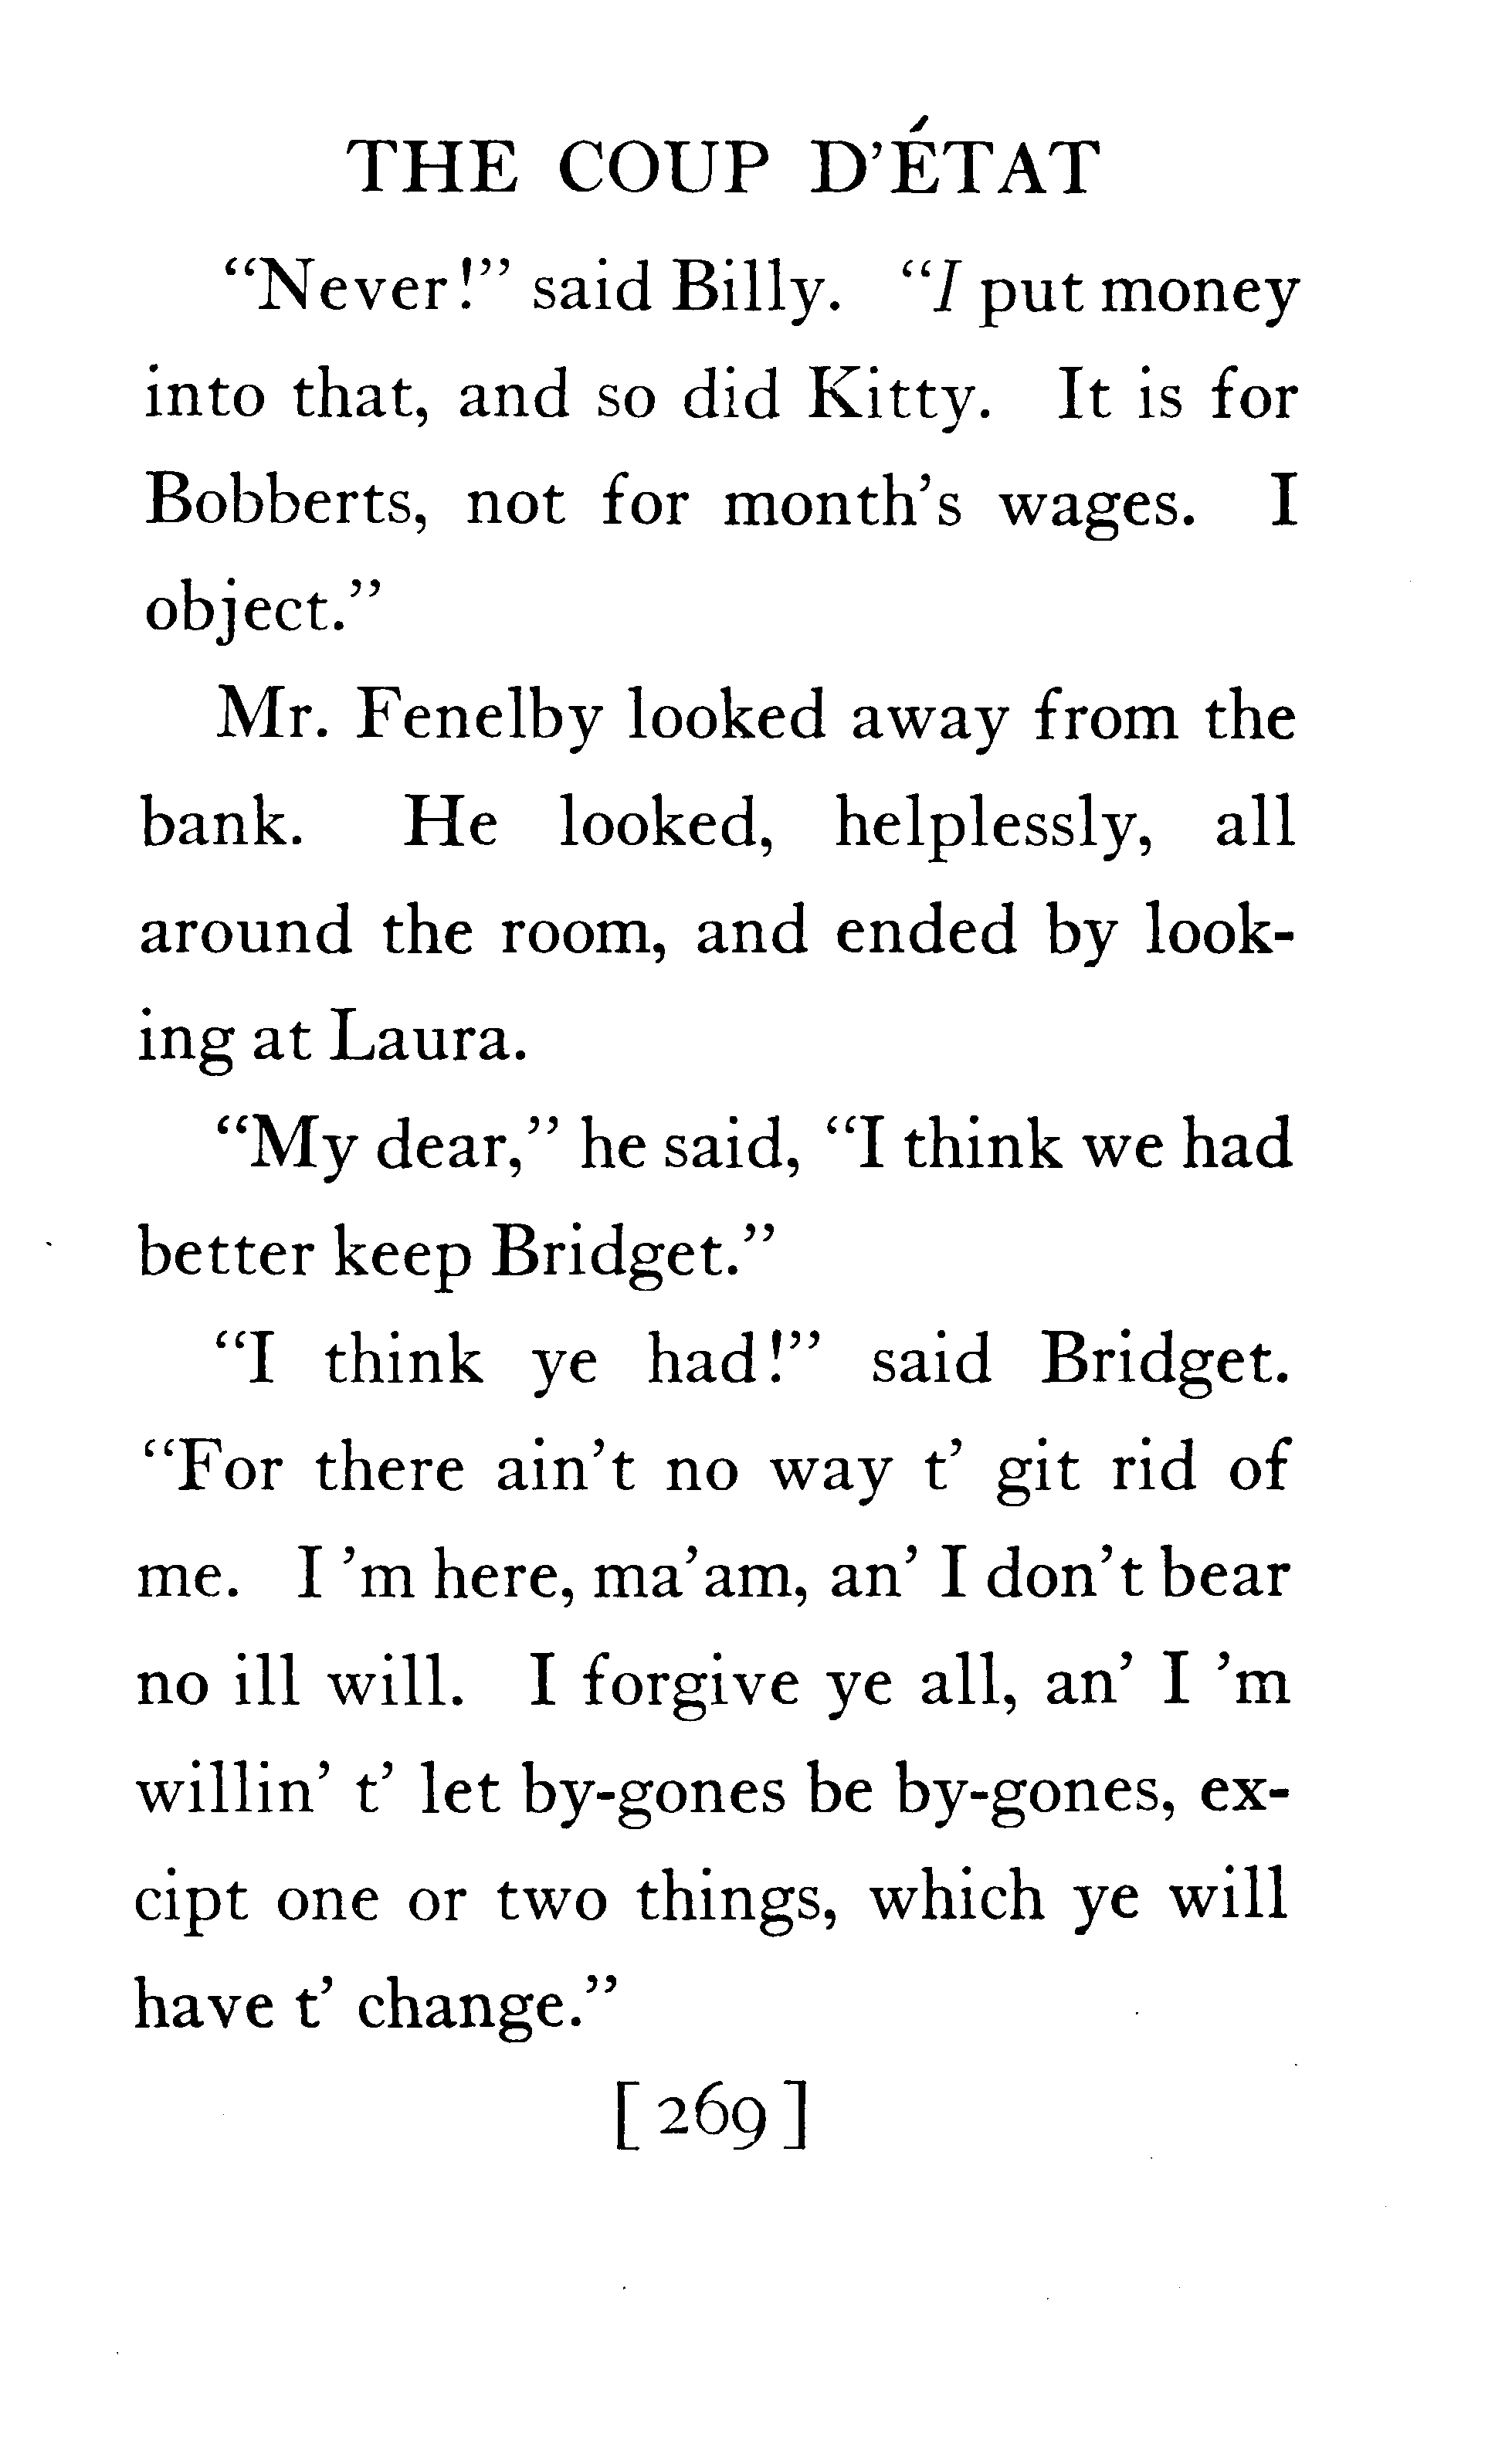 THE COUP D'ÉTAT
“Never!” said Billy. “I put money
into that, and so did Kitty. It is for
Bobberts, not for month’s wages. I
object.”
Mr. Fenelby looked away from the
bank. He looked, helplessly, all
around the room, and ended by look-
ing at Laura.
“My dear,” he said, “I think we had
better keep Bridget.”
“I think ye had!” said Bridget.
“For there ain’t no way t’ git rid of
me. I ’m here, ma’am, an’ I don’t bear
no ill will. I forgive ye all, an’ I ’m
willin’ t’ let by-gones be by-gones, ex-
cipt one or two things, which ye will
have t’ change.”
[269]